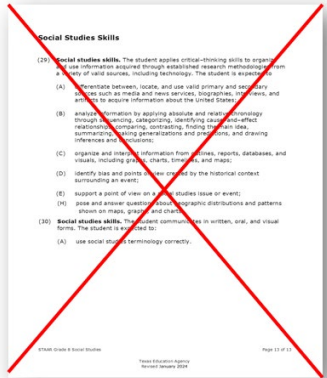 Social Studies Skills
(29) Social studies skills. The student applies critical-thinking skills to organize
and use information acquired through established research methodologies from
a variety of valid sources, including technology. The student is expected to
(A) differentiate between, locate, and use valid primary and secondary
sources such as media and news services, biographies, interviews, and
artifacts to acquire information about the United States;
(B) analyze information by applying absolute and relative chronology
through sequencing, categorizing, identifying cause-and-effect
relationships, comparing, contrasting, finding the main idea,
summarizing, making generalizations and predictions, and drawing
inferences and conclusions;
(C) organize and interpret information from outlines, reports, databases, and
visuals, including graphs, charts, timelines, and maps;
(D) identify bias and points of view created by the historical context
surrounding an event;
(E) support a point of view on a social studies issue or event;
(H) pose and answer questions about geographic distributions and patterns
shown on maps, graphs, and charts.
(30) Social studies skills. The student communicates in written, oral, and visual
forms. The student is expected to:
(A) use social studies terminology correctly.
STAAR Grade 8 Social Studies
Page 13 of 13
Texas Education Agency
Revised January 2024